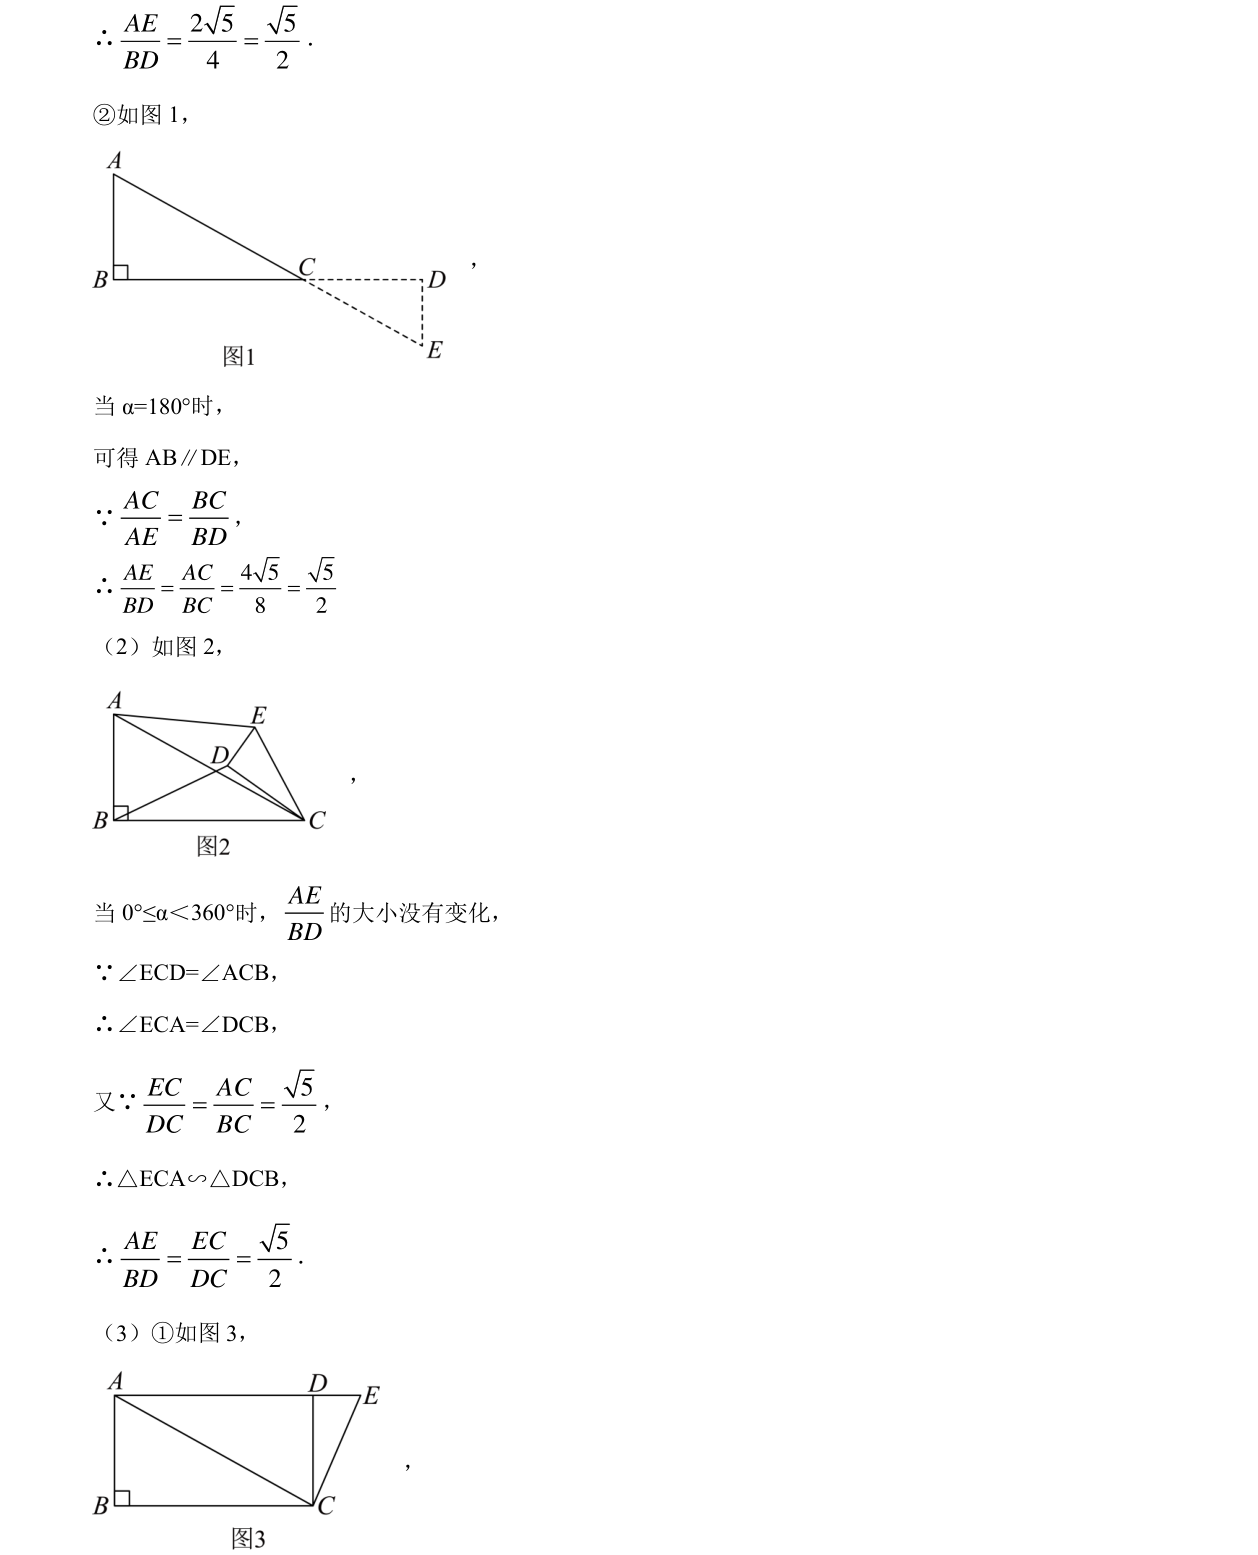 ∴ AE/BD = 2√5/4 = √5/2 .
②如图 1，
A
B
C
D
，
E
图1
当 α=180°时，
可得 AB∥DE，
∵ AC/AE = BC/BD ，
∴ AE/BD = AC/BC = 4√5/8 = √5/2
（2）如图 2，
A
E
D
，
B
C
图2
当 0°≤α＜360°时， AE/BD 的大小没有变化，
∵∠ECD=∠ACB，
∴∠ECA=∠DCB，
又∵ EC/DC = AC/BC = √5/2 ，
∴△ECA∽△DCB，
∴ AE/BD = EC/DC = √5/2 .
（3）①如图 3，
A
D
E
，
B
C
图3